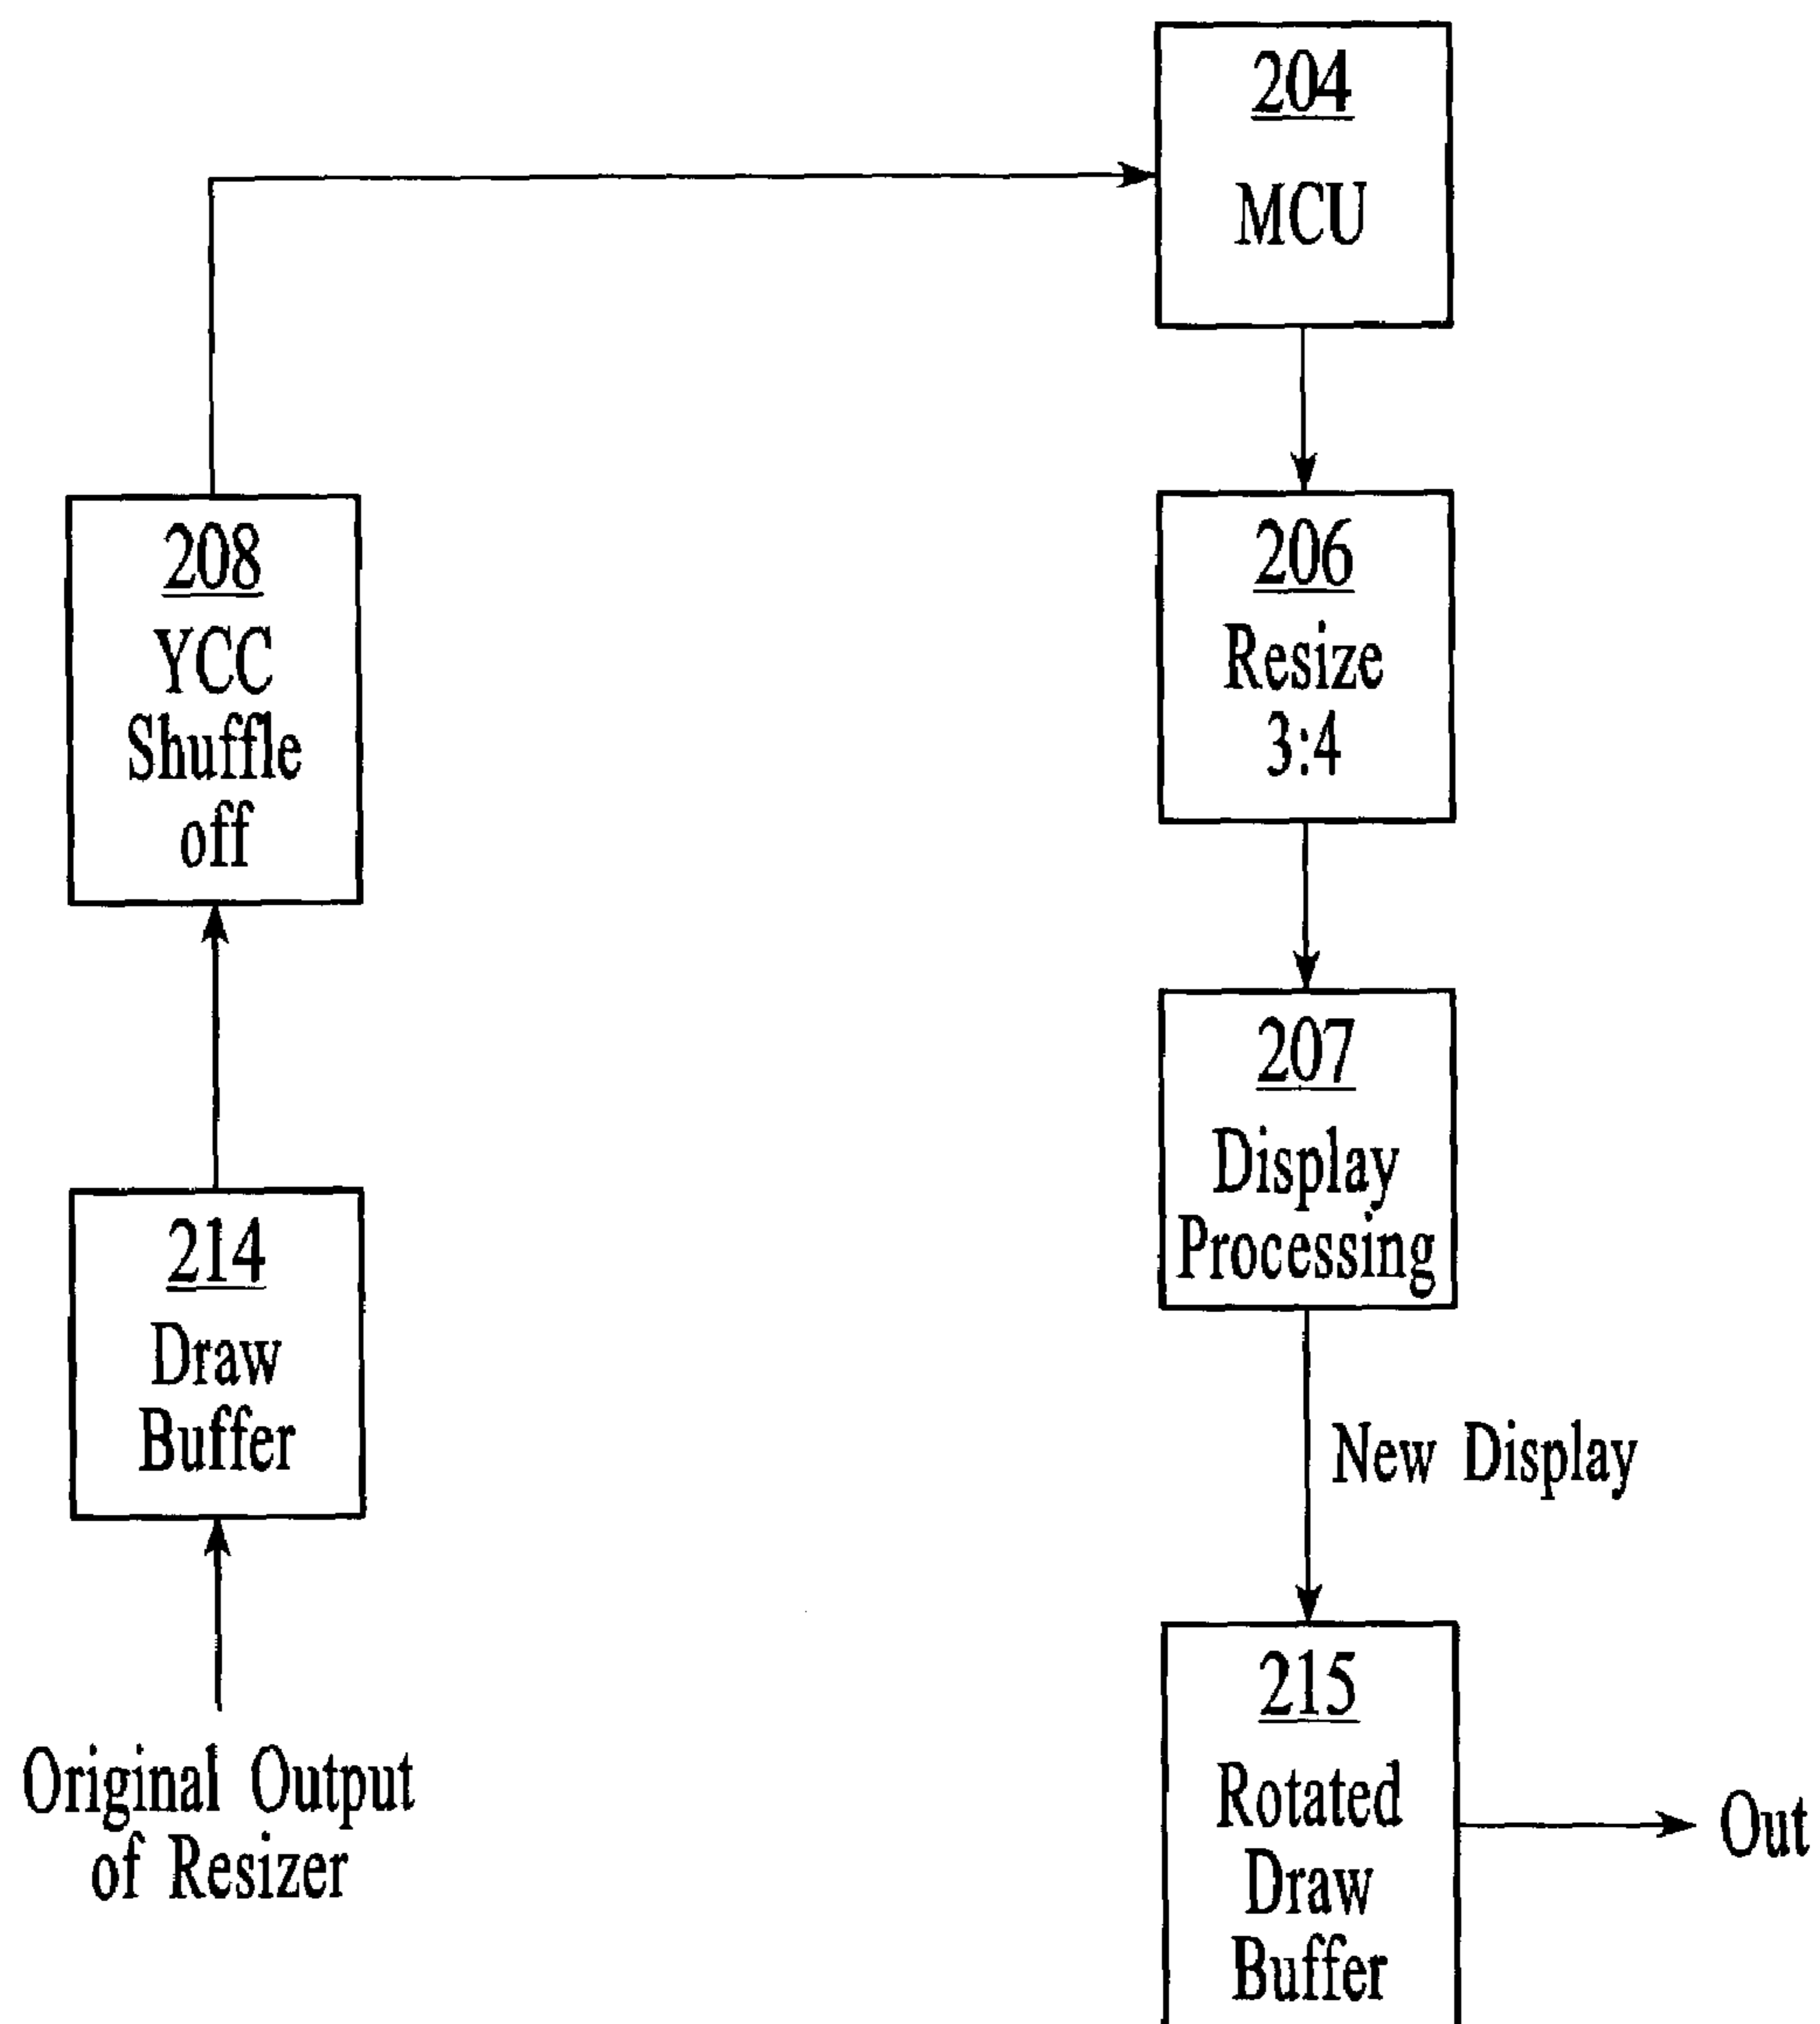 204
MCU
208
YCC
Shuffle
off
206
Resize
3:4
207
Display
Processing
214
Draw
Buffer
New Display
215
Rotated
Draw
Buffer
Original Output
of Resizer
Out